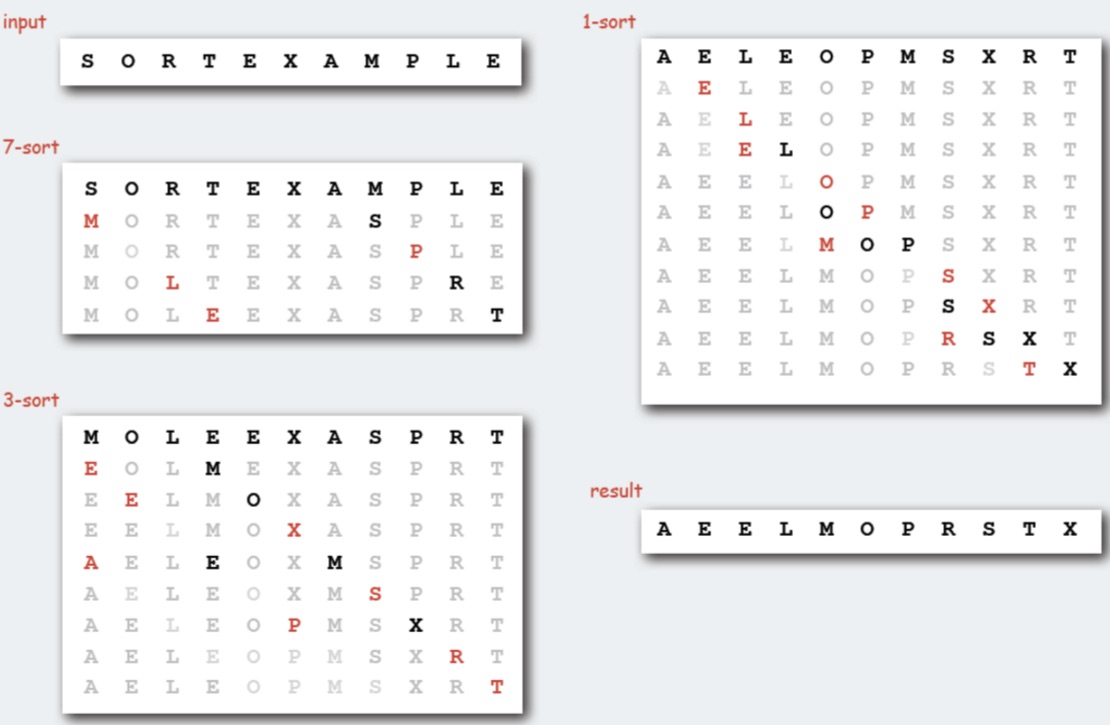 input
S O R T E X A M P L E
7-sort
S O R T E X A M P L E
M O R T E X A S P L E
M O R T E X A S P L E
M O L T E X A S P R E
M O L E E X A S P R T
3-sort
M O L E E X A S P R T
E O L M E X A S P R T
E E L M O X A S P R T
E E L M O X A S P R T
A E L E O X M S P R T
A E L E O X M S P R T
A E L E O P M S X R T
A E L E O P M S X R T
A E L E O P M S X R T
1-sort
A E L E O P M S X R T
A E L E O P M S X R T
A E L E O P M S X R T
A E E L O P M S X R T
A E E L O P M S X R T
A E E L O P M S X R T
A E E L M O P S X R T
A E E L M O P S X R T
A E E L M O P S X R T
A E E L M O P R S X T
A E E L M O P R S T X
result
A E E L M O P R S T X